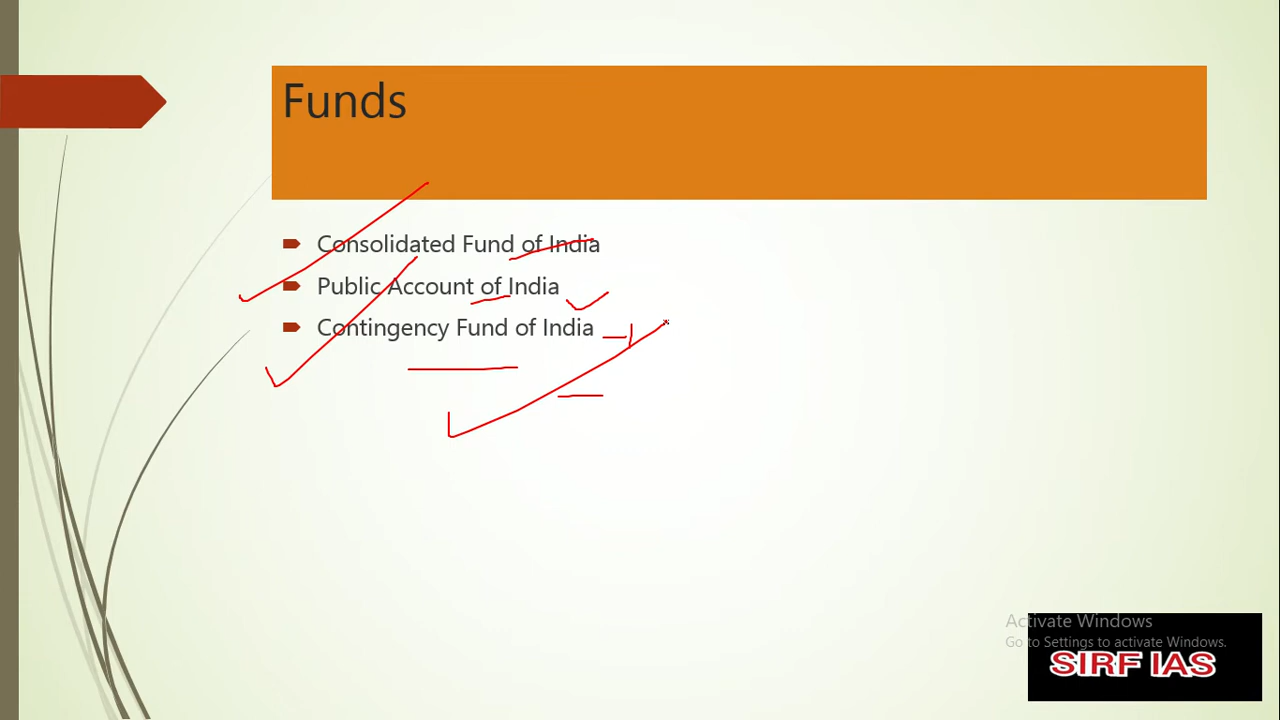 Funds
Consolidated Fund of India
Public Account of India
Contingency Fund of India
Activate Windows
Go to Settings to activate Windows.
SIRF IAS